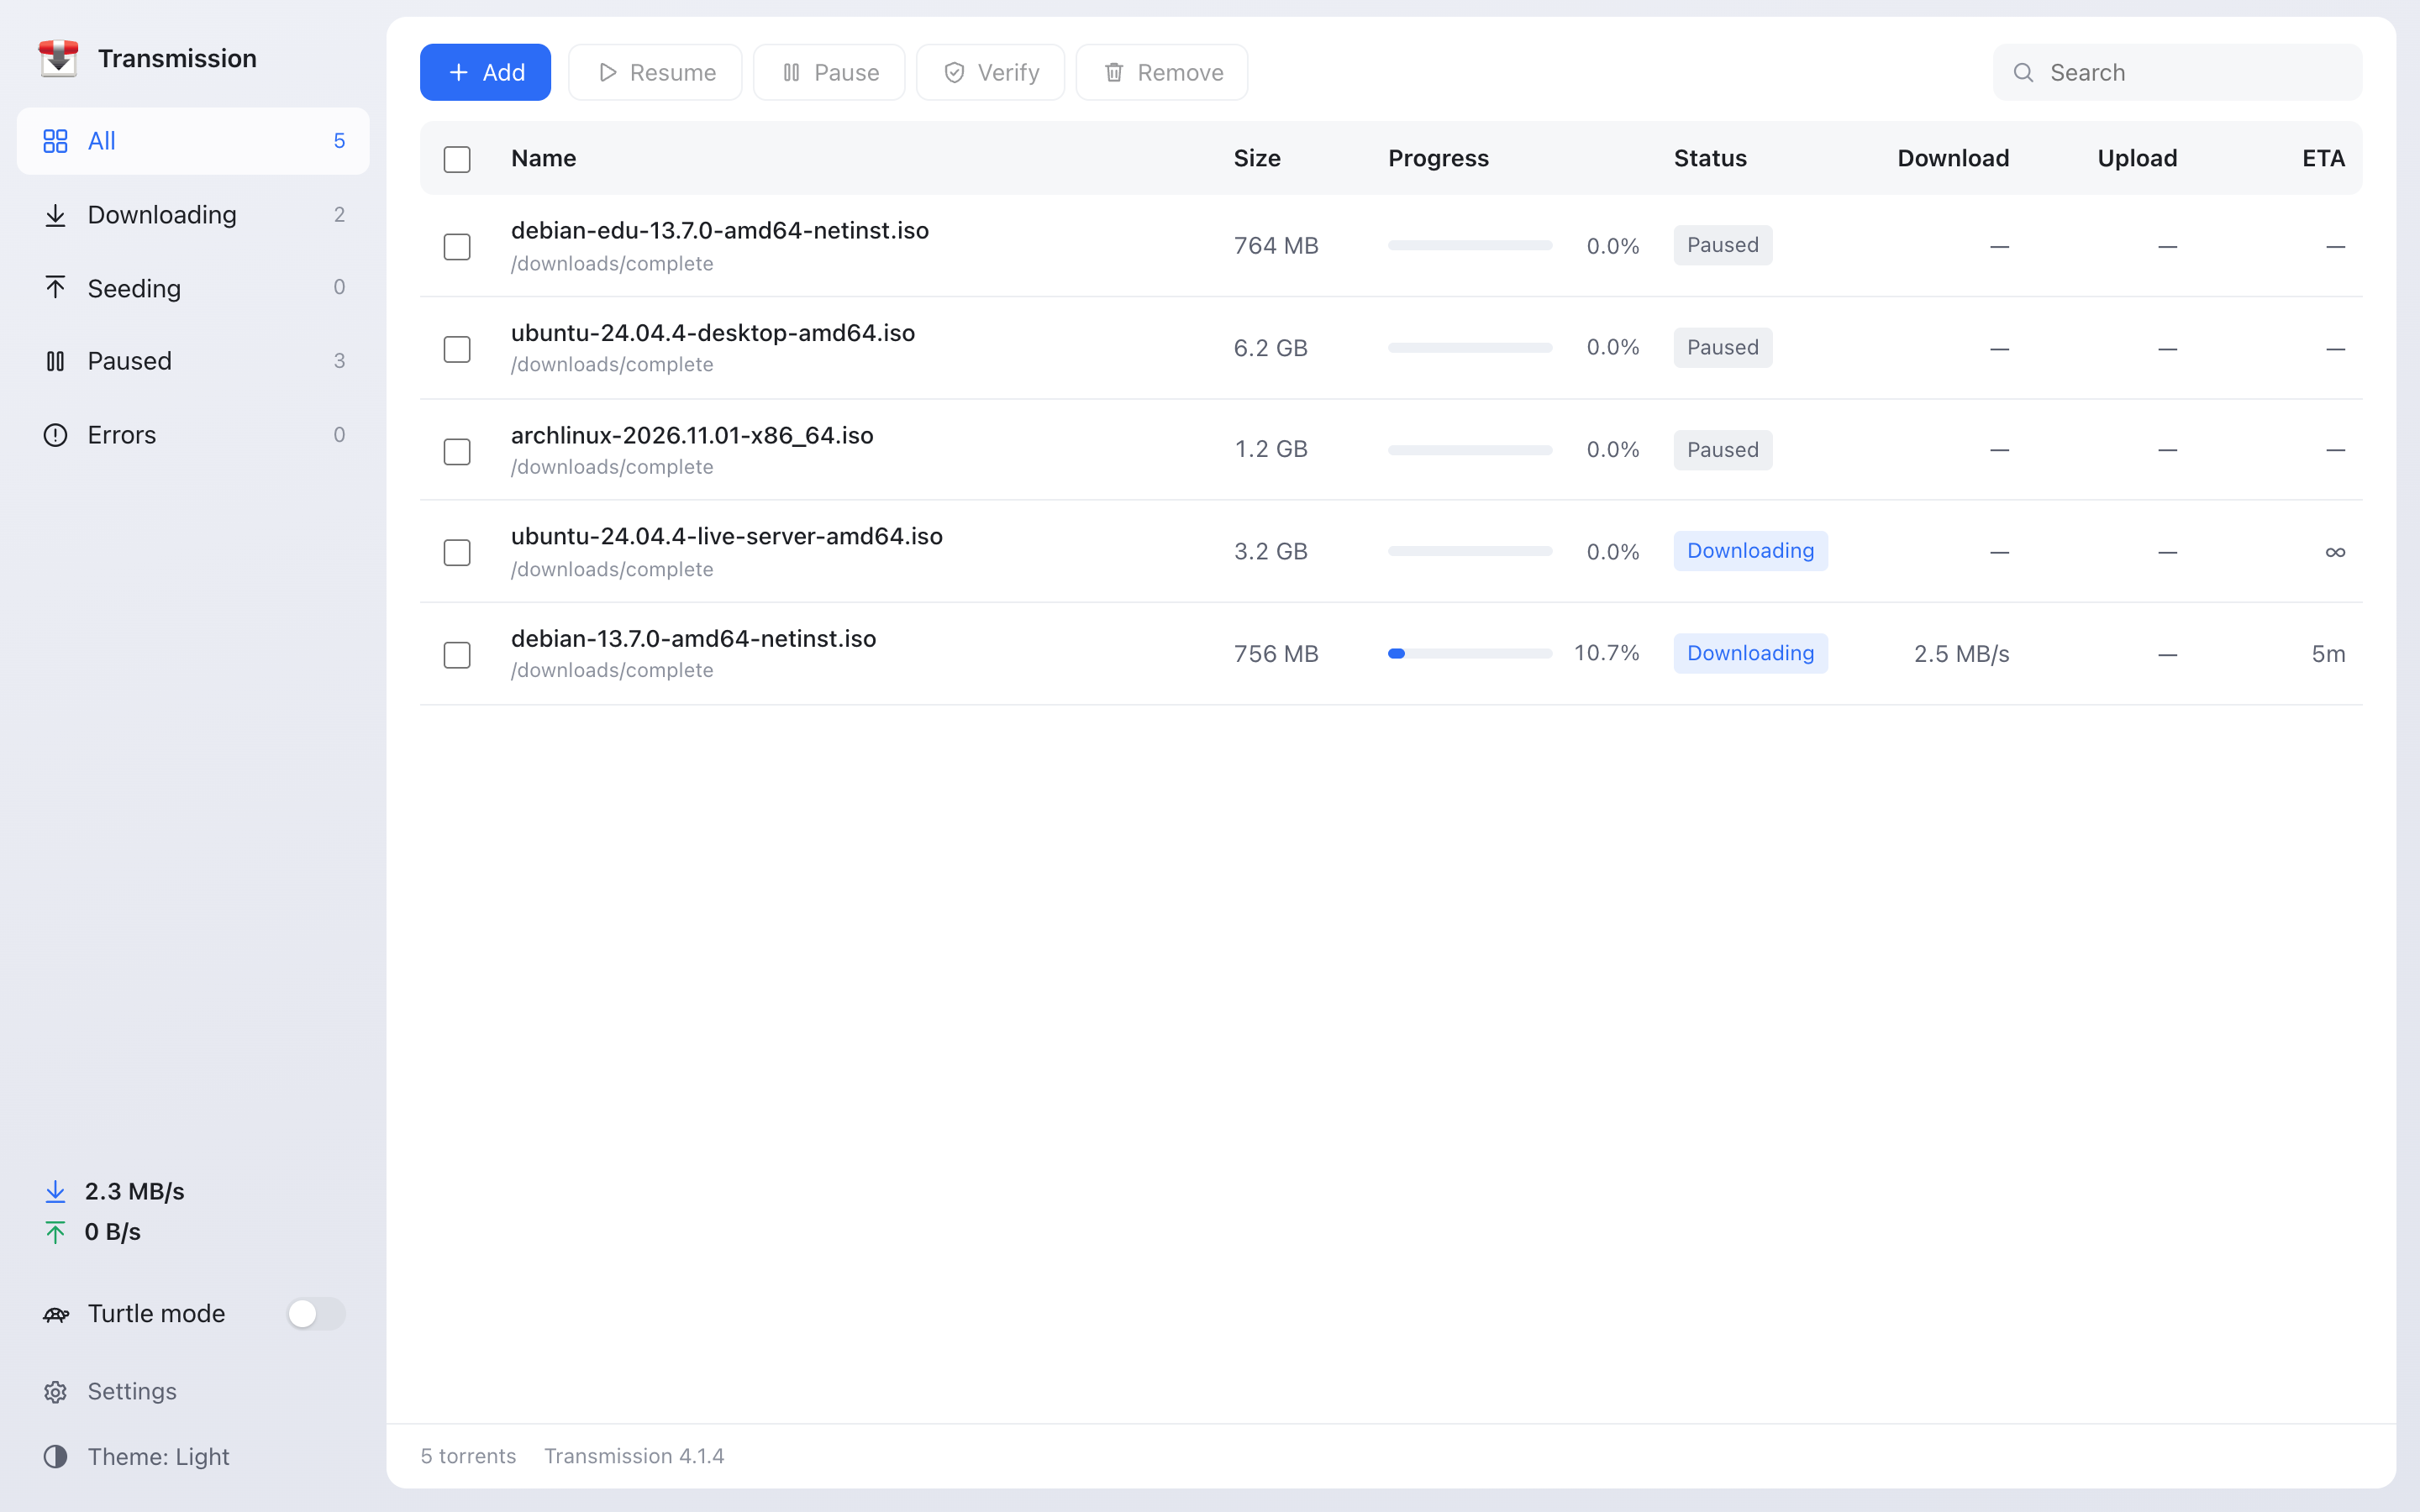 Transmission
All 5
Downloading 2
Seeding 0
Paused 3
Errors 0
2.3 MB/s
0 B/s
Turtle mode
Settings
Theme: Light
Add Resume Pause Verify Remove Search
Name Size Progress Status Download Upload ETA
debian-edu-13.7.0-amd64-netinst.iso
/downloads/complete
764 MB 0.0% Paused — — —
ubuntu-24.04.4-desktop-amd64.iso
/downloads/complete
6.2 GB 0.0% Paused — — —
archlinux-2026.11.01-x86_64.iso
/downloads/complete
1.2 GB 0.0% Paused — — —
ubuntu-24.04.4-live-server-amd64.iso
/downloads/complete
3.2 GB 0.0% Downloading — — ∞
debian-13.7.0-amd64-netinst.iso
/downloads/complete
756 MB 10.7% Downloading 2.5 MB/s — 5m
5 torrents Transmission 4.1.4